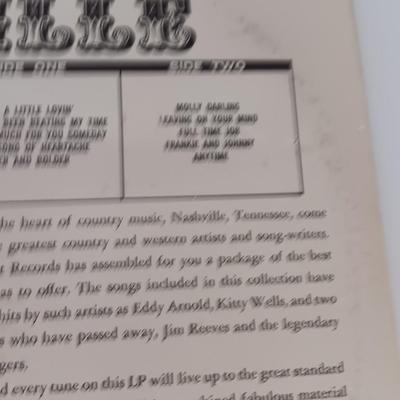 ILLE
SIDE ONE SIDE TWO
A LITTLE LOVIN'
BEEN BEATING MY TIME
MUCH FOR YOU SOMEDAY
SONG OF HEARTACHE
AND
MOLLY DARLING
LEAVING ON YOUR MIND
FULL TIME JOB
FRANKIE AND JOHNNY
ANYTIME
he heart of country music, Nashville, Tennessee, come
greatest country and western artists and song-writers.
t Records has assembled for you a package of the best
as to offer. The songs included in this collection have
hits by such artists as Eddy Arnold, Kitty Wells, and two
s who have passed away, Jim Reeves and the legendary
gers.
d every tune on this LP will live up to the great standard
fabulous material